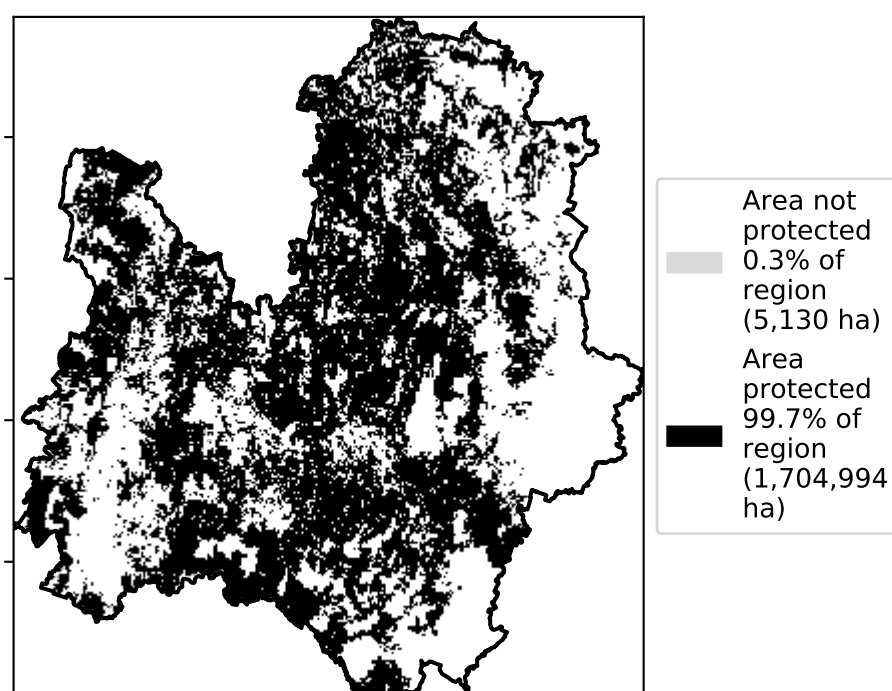 Area not
protected
0.3% of
region
(5,130 ha)
Area
protected
99.7% of
region
(1,704,994
ha)